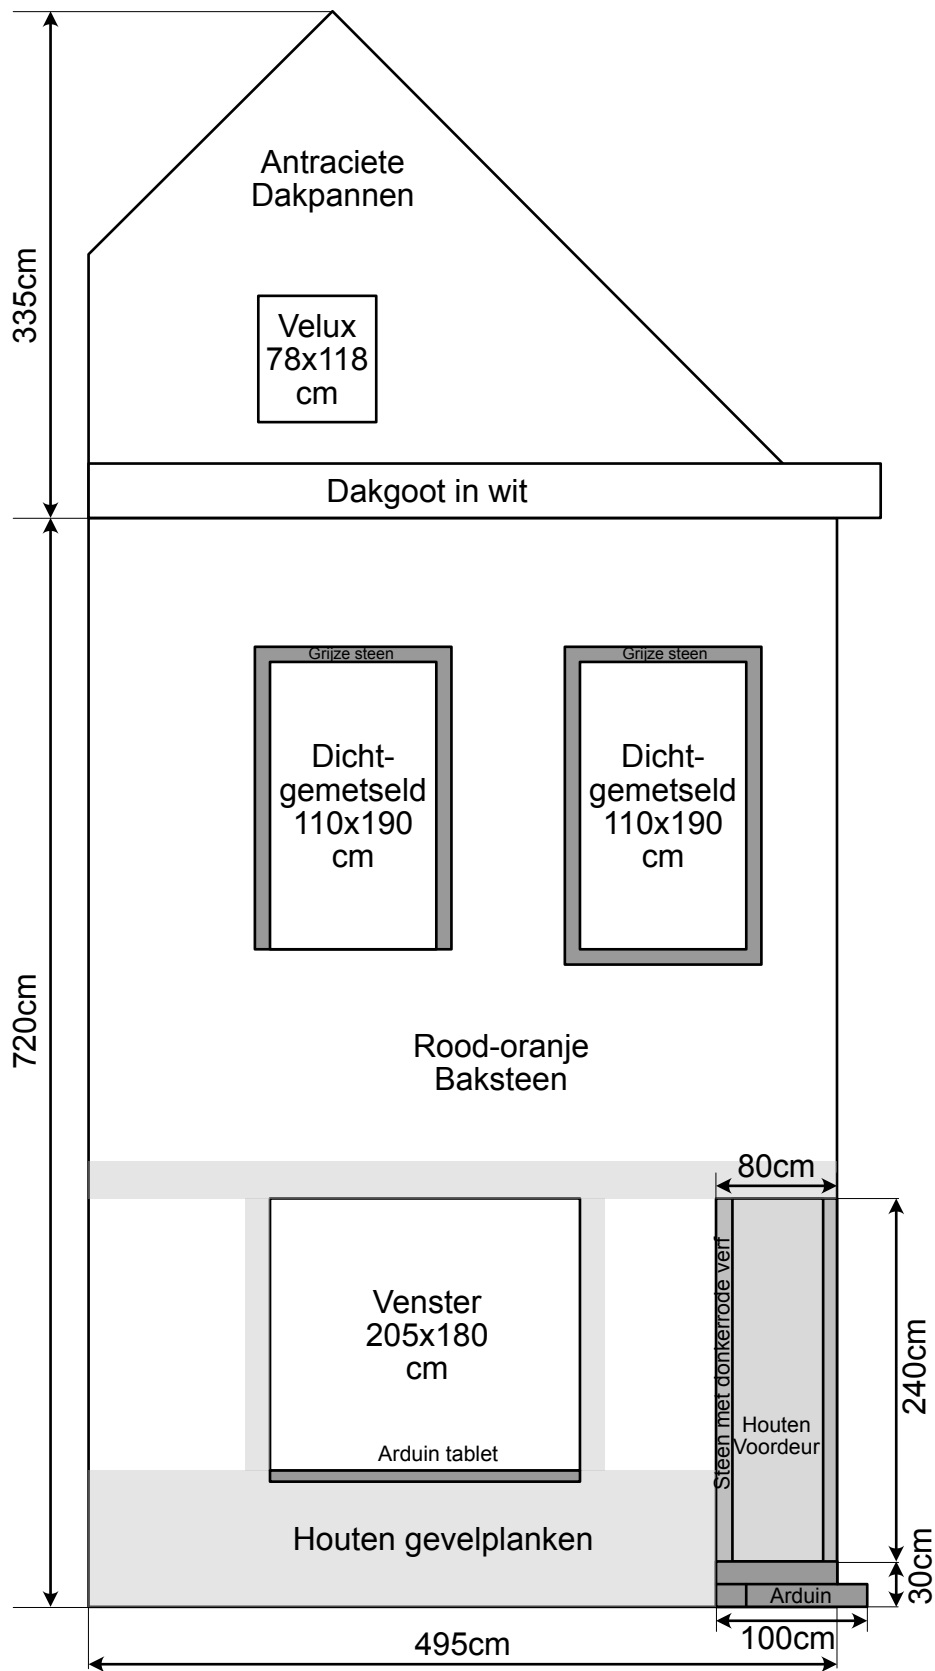 Antraciete
Dakpannen
335cm
Velux
78x118
cm
Dakgoot in wit
Grijze steen
Grijze steen
Dicht-
gemetseld
110x190
cm
Dicht-
gemetseld
110x190
cm
720cm
Rood-oranje
Baksteen
80cm
Steen met donkerrode verf
Venster
205x180
cm
240cm
Houten
Voordeur
Arduin tablet
Houten gevelplanken
30cm
Arduin
100cm
495cm